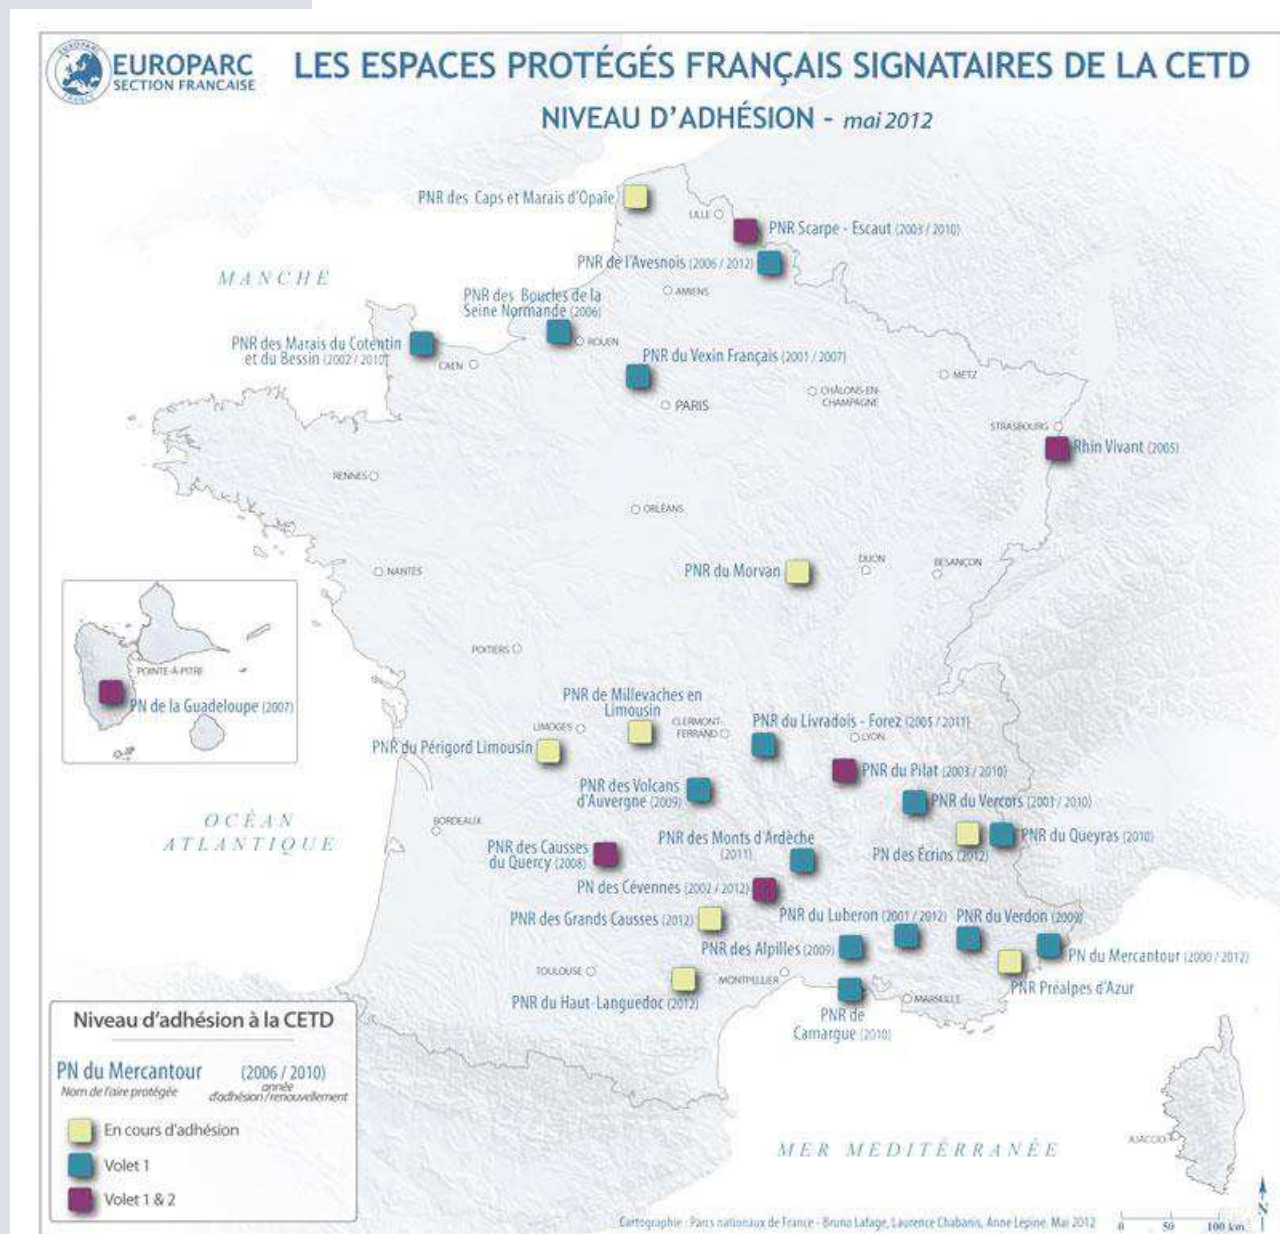 EUROPARC
SECTION FRANCAISE
LES ESPACES PROTÉGÉS FRANÇAIS SIGNATAIRES DE LA CETD
NIVEAU D'ADHÉSION - mai 2012
PNR des Caps et Marais d'Opale
LILLE
PNR Scarpe - Escaut (2003 / 2010)
PNR de l'Avesnois (2006 / 2012)
MANCHE
AMIENS
PNR des Boucles de la
Seine Normande (2006)
ROUEN
PNR des Marais du Cotentin
et du Bessin (2002 / 2010)
CAEN
PNR du Vexin Français (2001 / 2007)
METZ
CHÂLONS-EN-
CHAMPAGNE
PARIS
STRASBOURG
Rhin Vivant (2005)
RENNES
ORLÉANS
DIJON
BESANÇON
NANTES
PNR du Morvan
POITIERS
POINTE-À-PITRE
PN de la Guadeloupe (2007)
PNR de Millevaches en
Limousin
LIMOGES
CLERMONT-
FERRAND
PNR du Livradois - Forez (2005 / 2011)
LYON
PNR du Périgord Limousin
PNR du Pilat (2003 / 2010)
PNR des Volcans
d'Auvergne (2009)
PNR du Vercors (2003 / 2010)
OCÉAN
ATLANTIQUE
BORDEAUX
PNR des Monts d'Ardèche
(2011)
PNR du Queyras (2010)
PNR des Causses
du Quercy (2008)
PN des Écrins (2012)
PN des Cévennes (2002 / 2012)
PNR des Grands Causses (2012)
PNR du Luberon (2001 / 2012)
PNR du Verdon (2009)
PNR des Alpilles (2009)
PN du Mercantour (2000 / 2012)
TOULOUSE
MONTPELLIER
PNR Préalpes d'Azur
PNR du Haut-Languedoc (2012)
MARSEILLE
PNR de
Camargue (2010)
Niveau d'adhésion à la CETD
PN du Mercantour (2006 / 2010)
Nom de l'aire protégée année
d'adhésion/renouvellement
En cours d'adhésion
Volet 1
Volet 1 & 2
MER MEDITÉRRANÉE
AJACCIO
Cartographie : Parcs nationaux de France - Bruno Lafage, Laurence Chabanis, Anne Lepine. Mai 2012
0 50 100 km
N